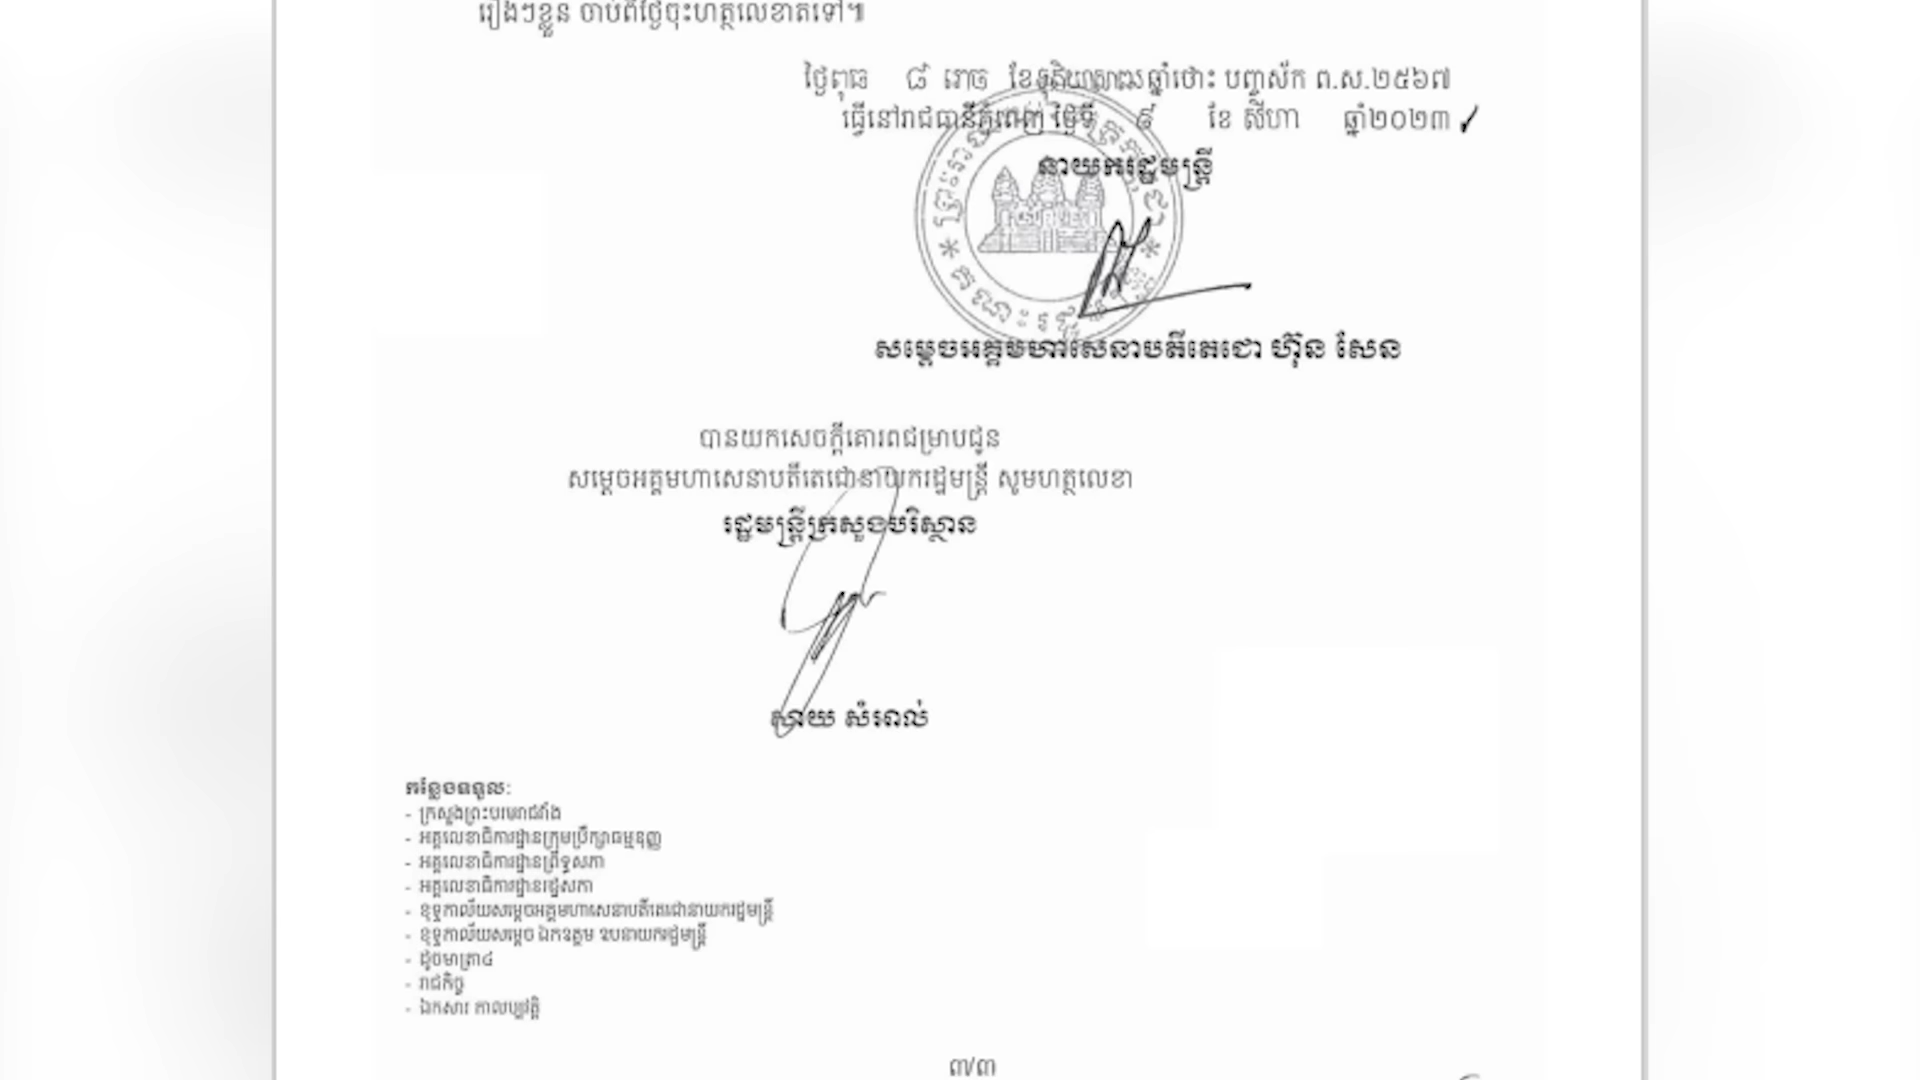 រៀងៗខ្លួន ចាប់ពីថ្ងៃចុះហត្ថលេខាតទៅ៕
ថ្ងៃពុធ ៨ រោច ខែទុតិយាសាឍ ឆ្នាំថោះ បញ្ចស័ក ព.ស.២៥៦៧
ធ្វើនៅរាជធានីភ្នំពេញ ថ្ងៃទី ៩ ខែ សីហា ឆ្នាំ២០២៣
នាយករដ្ឋមន្ត្រី
សម្តេចអគ្គមហាសេនាបតីតេជោ ហ៊ុន សែន
បានយកសេចក្តីគោរពជម្រាបជូន
សម្តេចអគ្គមហាសេនាបតីតេជោនាយករដ្ឋមន្ត្រី សូមហត្ថលេខា
រដ្ឋមន្ត្រីក្រសួងបរិស្ថាន
សាយ សំអាល់
កន្លែងទទួល:
- ក្រសួងព្រះបរមរាជវាំង
- អគ្គលេខាធិការដ្ឋានក្រុមប្រឹក្សាធម្មនុញ្ញ
- អគ្គលេខាធិការដ្ឋានព្រឹទ្ធសភា
- អគ្គលេខាធិការដ្ឋានរដ្ឋសភា
- ខុទ្ទកាល័យសម្តេចអគ្គមហាសេនាបតីតេជោនាយករដ្ឋមន្ត្រី
- ខុទ្ទកាល័យសម្តេច ឯកឧត្តម ឧបនាយករដ្ឋមន្ត្រី
- ដូចមាត្រា៤
- រាជកិច្ច
- ឯកសារ កាលប្បវត្តិ
៣/៣